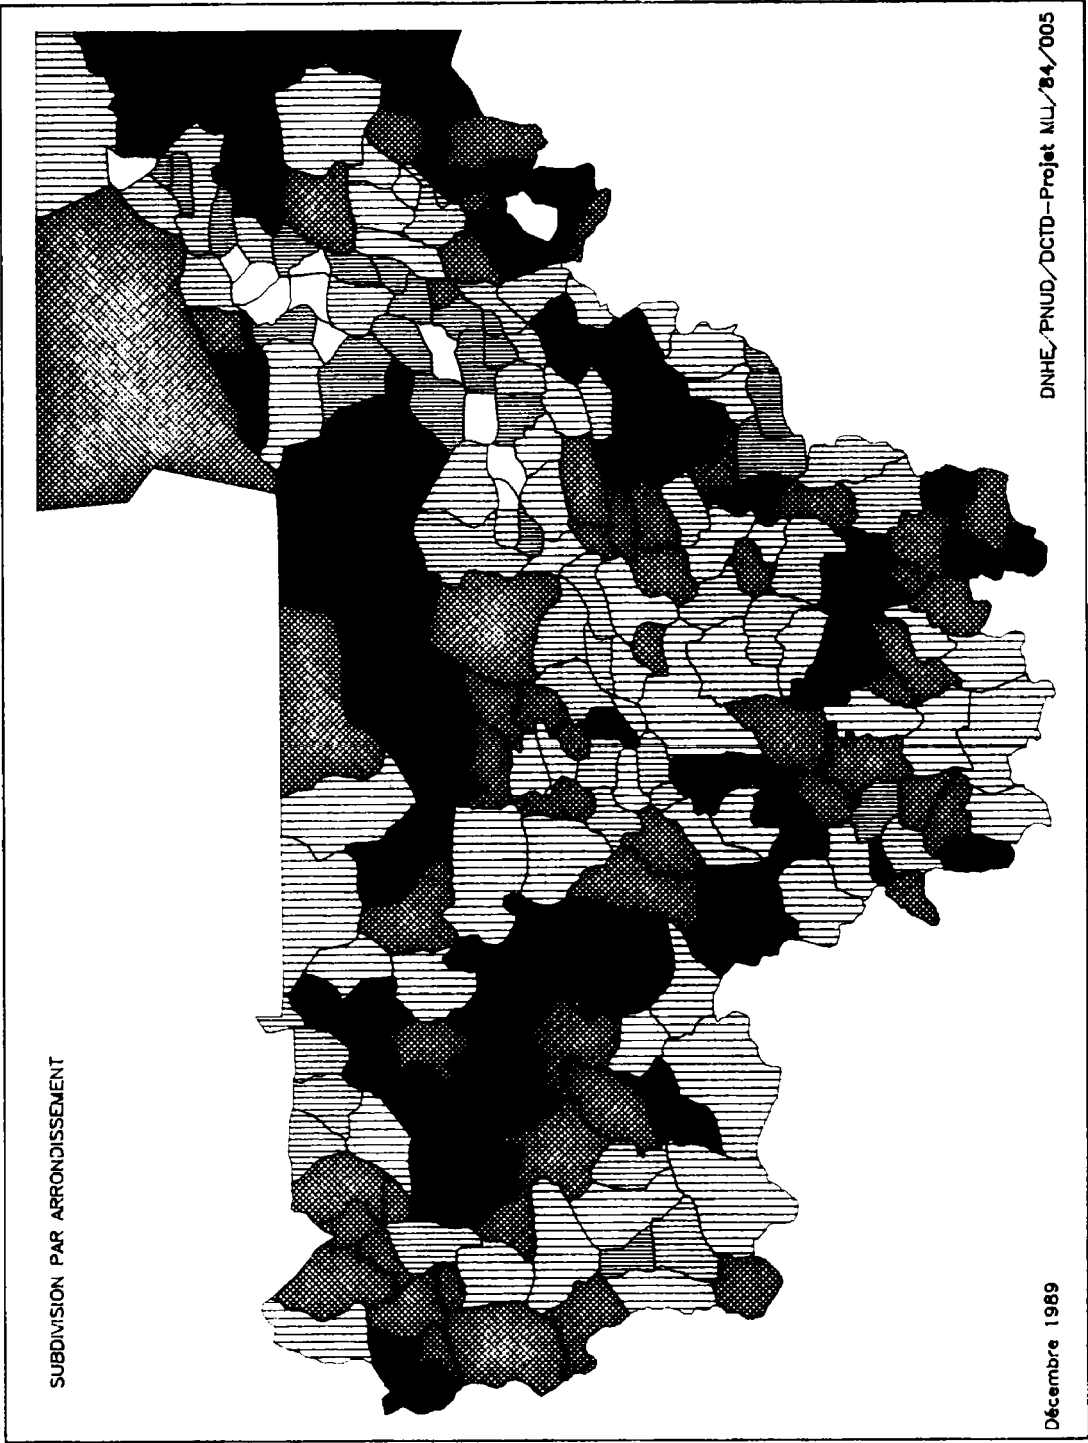 SUBDIVISION PAR ARRONDISSEMENT
Décembre 1989
DNHE/PNUD/DCTD-Projet MLI/84/005